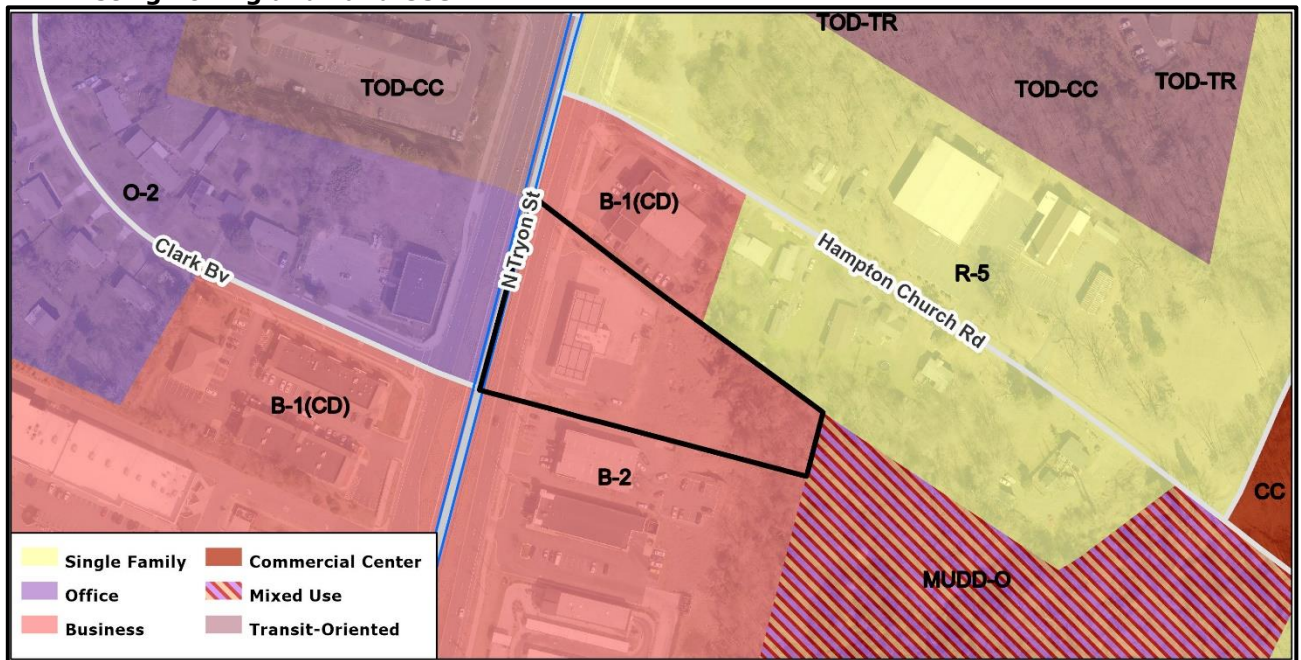 TOD-TR
TOD-CC
TOD-CC
TOD-TR
O-2
B-1(CD)
N Tryon St
Clark Bv
Hampton Church Rd
R-5
B-1(CD)
B-2
CC
MUDD-O
Single Family
Commercial Center
Office
Mixed Use
Business
Transit-Oriented